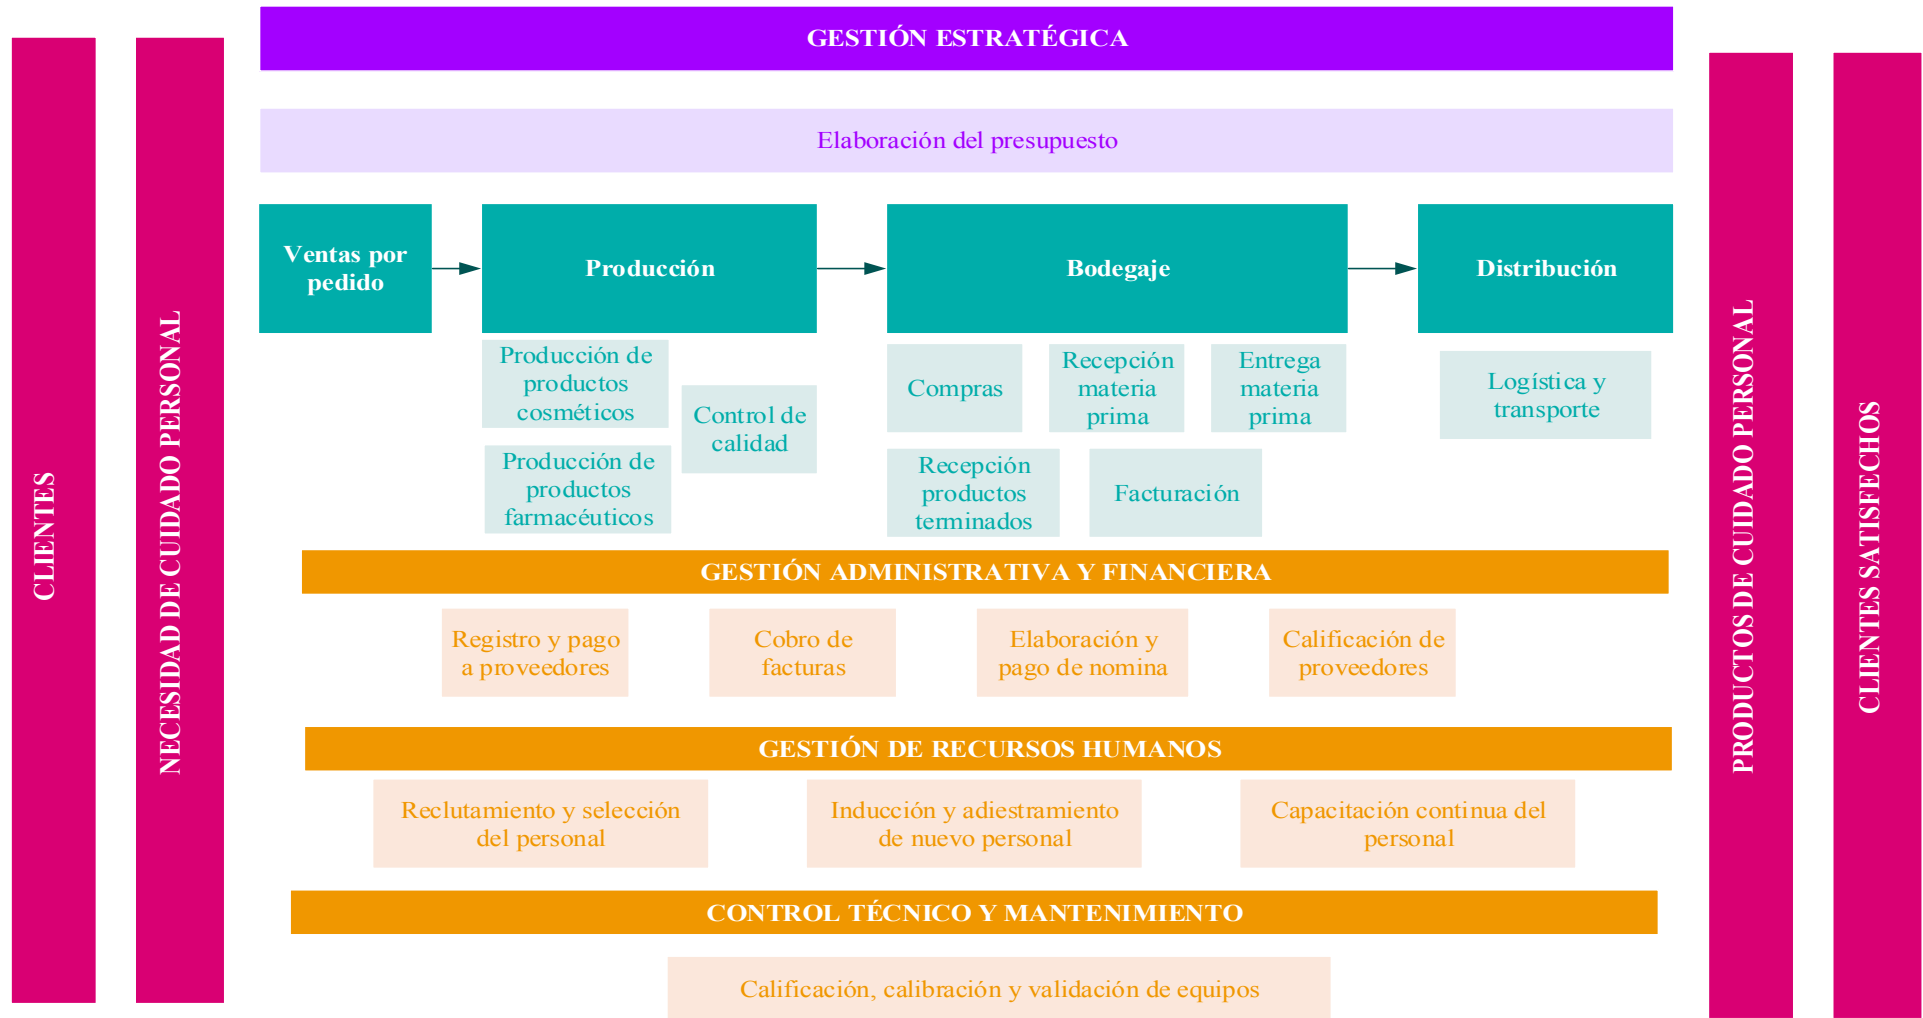 CLIENTES
NECESIDAD DE CUIDADO PERSONAL
GESTIÓN ESTRATÉGICA
Elaboración del presupuesto
Ventas por
pedido
Producción
Bodegaje
Distribución
Producción de
productos
cosméticos
Control de
calidad
Producción de
productos
farmacéuticos
Compras
Recepción
materia
prima
Entrega
materia
prima
Recepción
productos
terminados
Facturación
Logística y
transporte
GESTIÓN ADMINISTRATIVA Y FINANCIERA
Registro y pago
a proveedores
Cobro de
facturas
Elaboración y
pago de nomina
Calificación de
proveedores
GESTIÓN DE RECURSOS HUMANOS
Reclutamiento y selección
del personal
Inducción y adiestramiento
de nuevo personal
Capacitación continua del
personal
CONTROL TÉCNICO Y MANTENIMIENTO
Calificación, calibración y validación de equipos
PRODUCTOS DE CUIDADO PERSONAL
CLIENTES SATISFECHOS